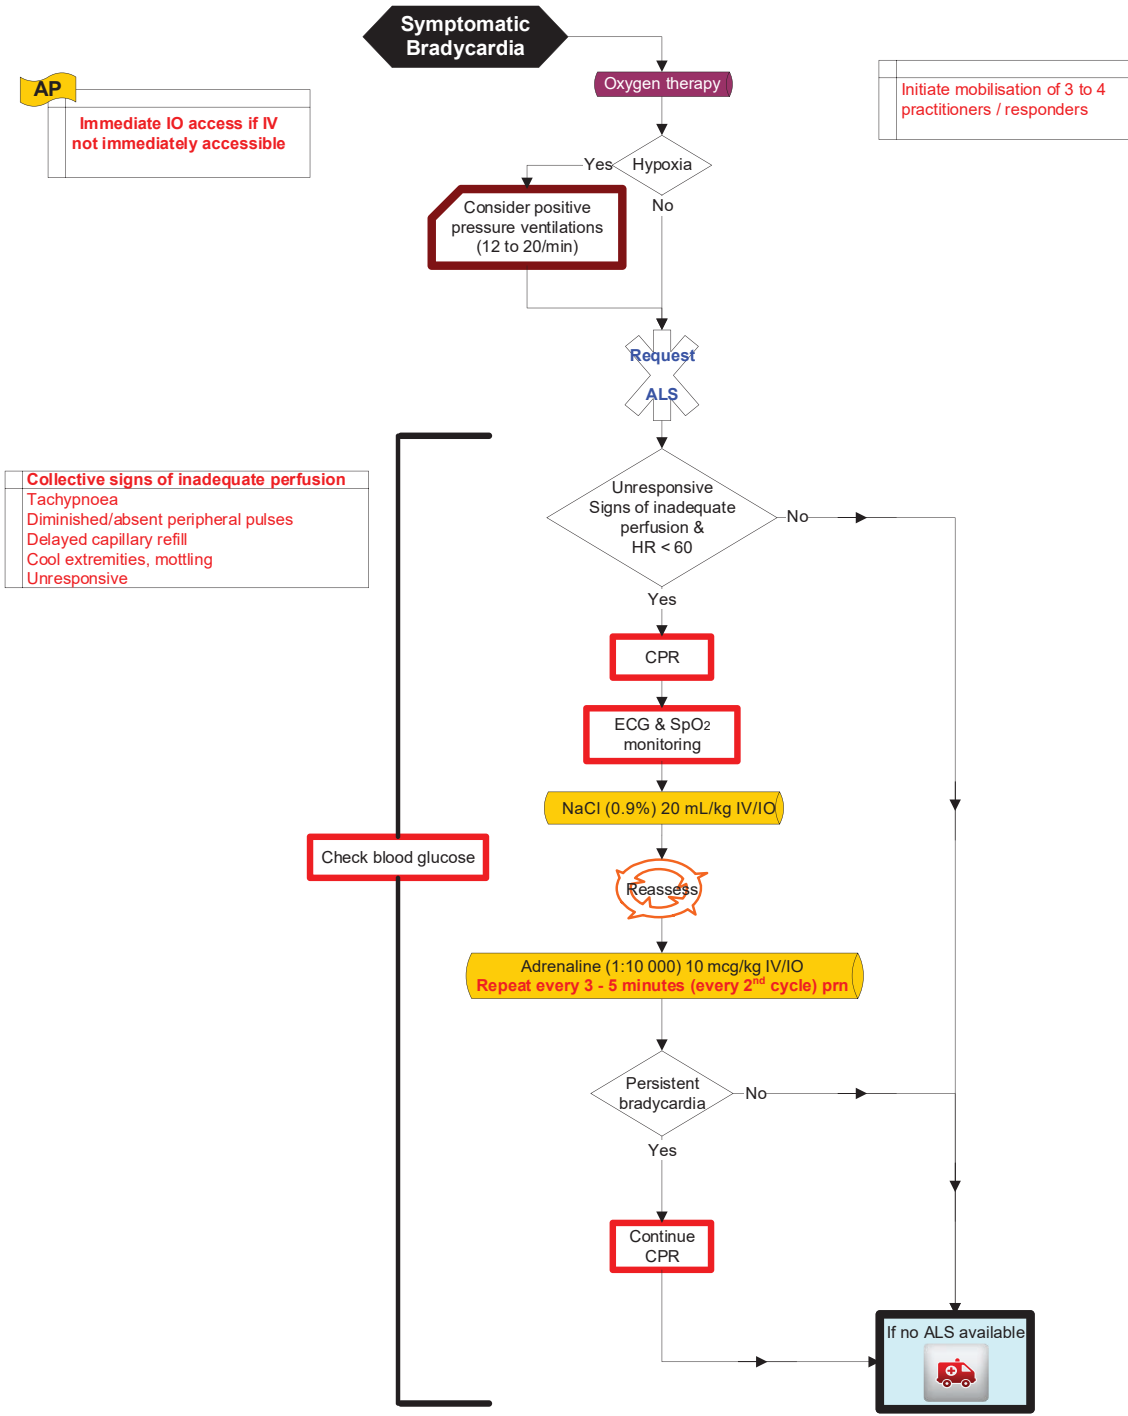 Symptomatic
Bradycardia
AP
Immediate IO access if IV
not immediately accessible
Oxygen therapy
Initiate mobilisation of 3 to 4
practitioners / responders
Hypoxia
Yes
No
Consider positive
pressure ventilations
(12 to 20/min)
Request
ALS
Collective signs of inadequate perfusion
Tachypnoea
Diminished/absent peripheral pulses
Delayed capillary refill
Cool extremities, mottling
Unresponsive
Unresponsive
Signs of inadequate
perfusion &
HR < 60
No
Yes
CPR
ECG & SpO2
monitoring
NaCl (0.9%) 20 mL/kg IV/IO
Check blood glucose
Reassess
Adrenaline (1:10 000) 10 mcg/kg IV/IO
Repeat every 3 - 5 minutes (every 2nd cycle) prn
Persistent
bradycardia
No
Yes
Continue
CPR
If no ALS available